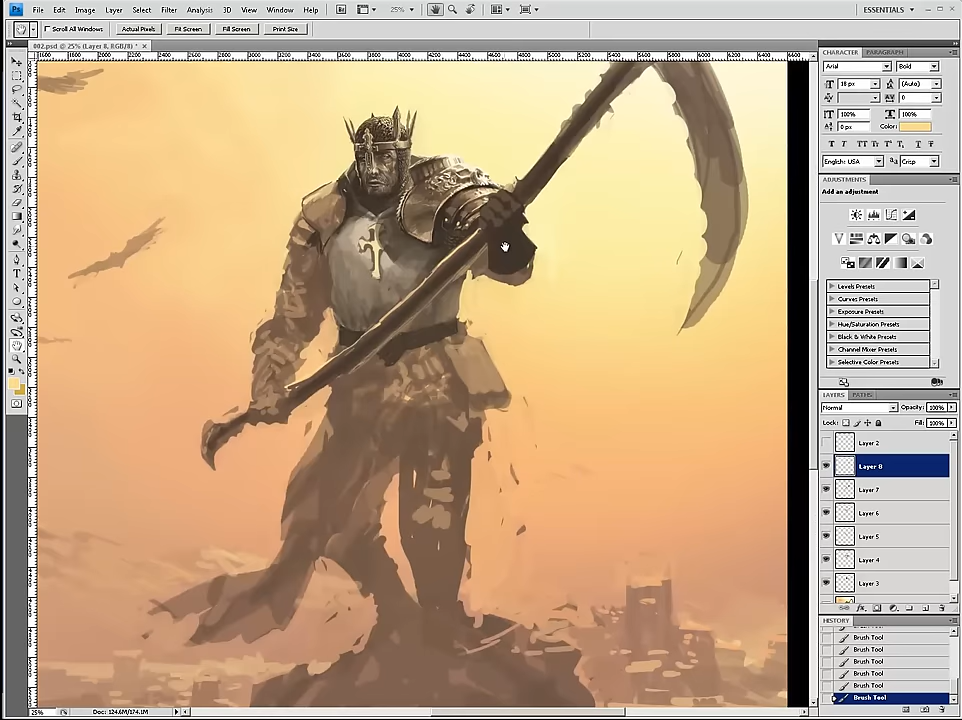 Ps File Edit Image Layer Select Filter Analysis 3D View Window Help Br 25% ESSENTIALS
Scroll All Windows Actual Pixels Fit Screen Fill Screen Print Size
002.psd @ 25% (Layer 8, RGB/8) * ×
CHARACTER PARAGRAPH
Arial Bold
18 px (Auto)
0
100% 100%
0 px Color:
English: USA Crisp
ADJUSTMENTS
Add an adjustment
Levels Presets
Curves Presets
Exposure Presets
Hue/Saturation Presets
Black & White Presets
Channel Mixer Presets
Selective Color Presets
LAYERS PATHS
Normal Opacity: 100%
Lock: Fill: 100%
Layer 2
Layer 8
Layer 7
Layer 6
Layer 5
Layer 4
Layer 3
HISTORY
Brush Tool
Brush Tool
Brush Tool
Brush Tool
Brush Tool
Brush Tool
25% Doc: 124.6M/174.1M